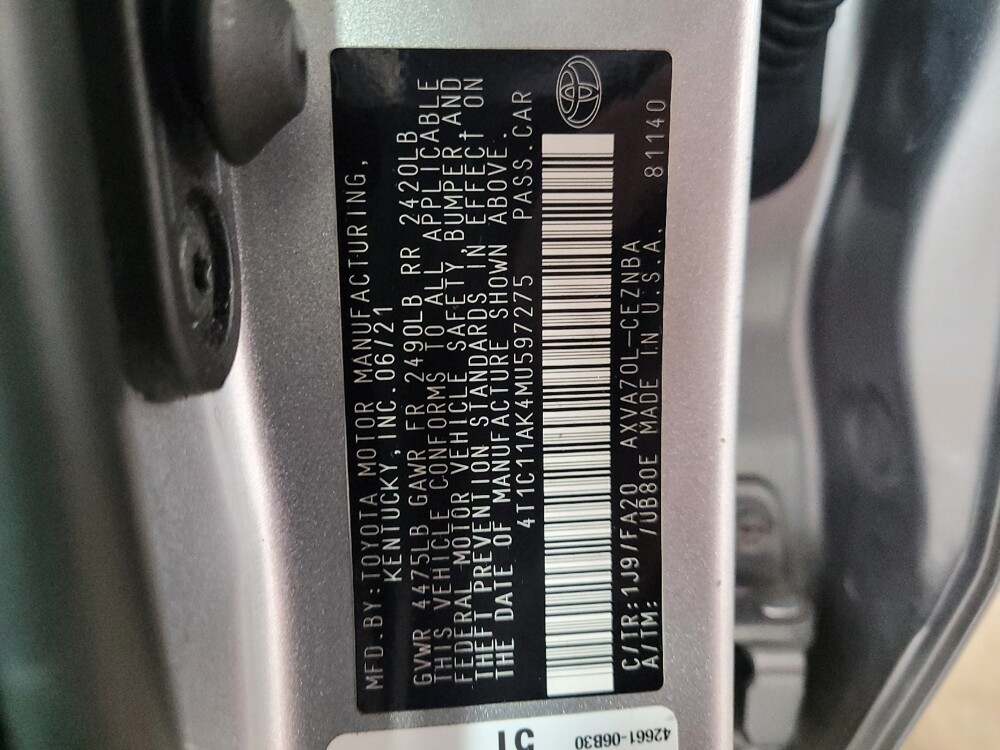 MFD.BY:TOYOTA MOTOR MANUFACTURING,
KENTUCKY,INC.06/21
GVWR 4475LB GAWR FR 2490LB RR 2420LB
THIS VEHICLE CONFORMS TO ALL APPLICABLE
FEDERAL MOTOR VEHICLE SAFETY,BUMPER,AND
THEFT PREVENTION STANDARDS IN EFFECT ON
THE DATE OF MANUFACTURE SHOWN ABOVE.
4T1C11AK4MU597275 PASS.CAR
C/TR:1J9/FA20 AXVA70L-CEZNBA
A/TM: /UB80E MADE IN U.S.A. 81140
42661-06B30